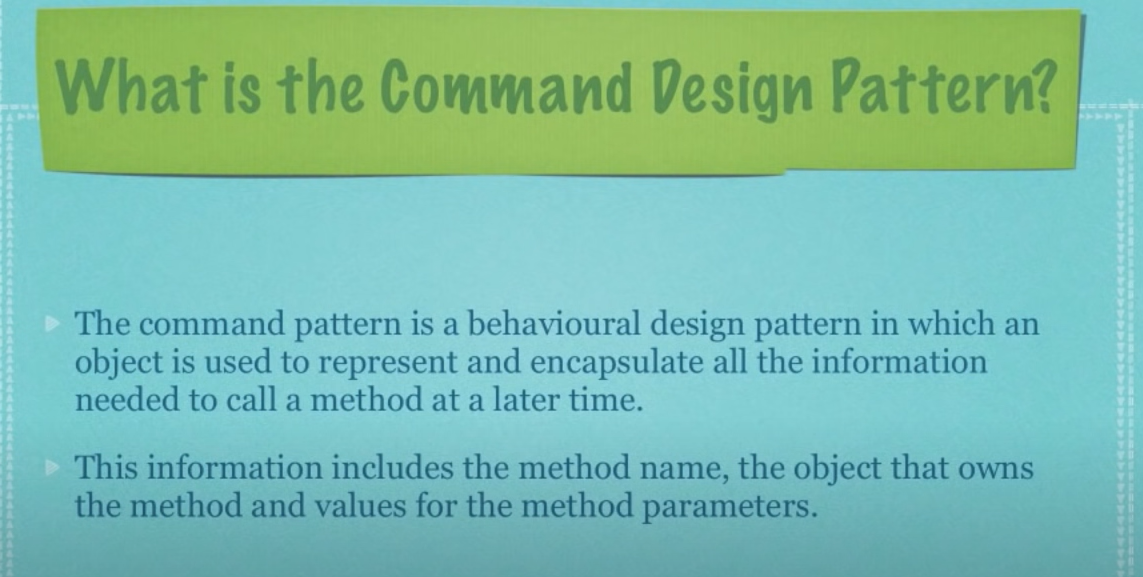 What is the Command Design Pattern?
The command pattern is a behavioural design pattern in which an
object is used to represent and encapsulate all the information
needed to call a method at a later time.
This information includes the method name, the object that owns
the method and values for the method parameters.